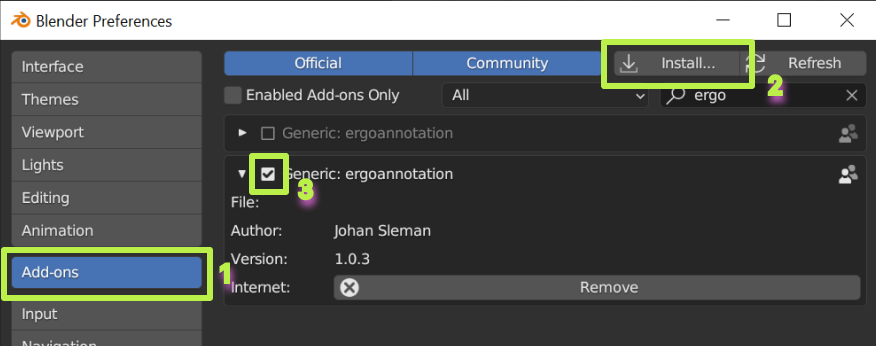 Blender Preferences
Interface
Themes
Viewport
Lights
Editing
Animation
Add-ons
1
Input
Navigation
Official Community Install... Refresh
2
Enabled Add-ons Only All ergo
Generic: ergoannotation
Generic: ergoannotation
3
File:
Author: Johan Sleman
Version: 1.0.3
Internet: Remove